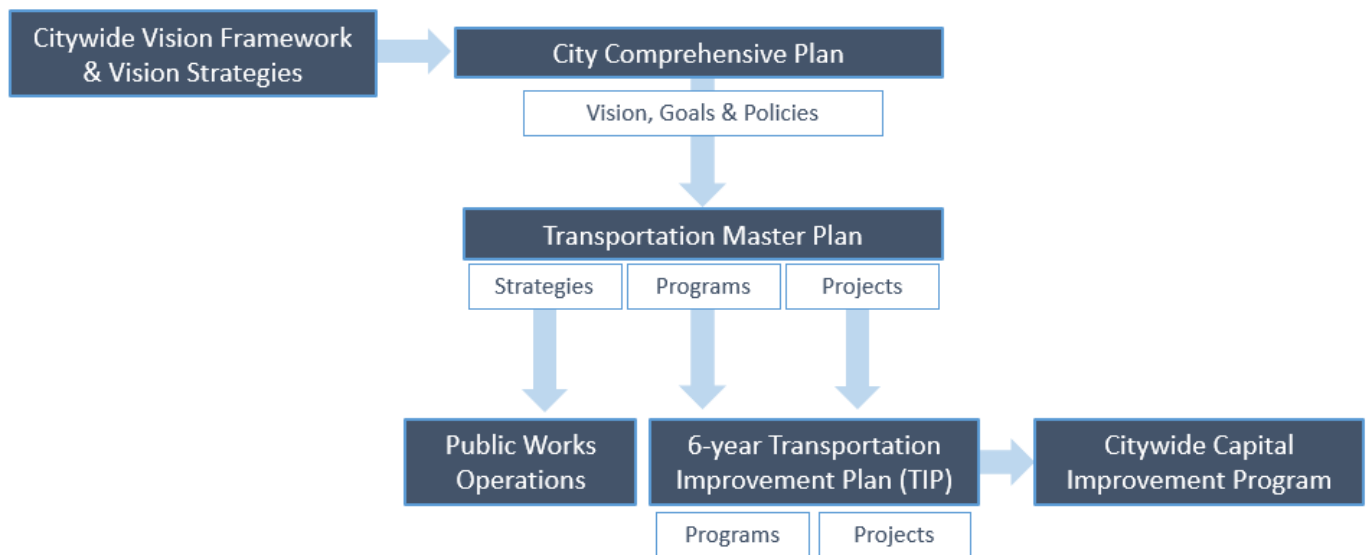 Citywide Vision Framework
& Vision Strategies
City Comprehensive Plan
Vision, Goals & Policies
Transportation Master Plan
Strategies
Programs
Projects
Public Works
Operations
6-year Transportation
Improvement Plan (TIP)
Citywide Capital
Improvement Program
Programs
Projects